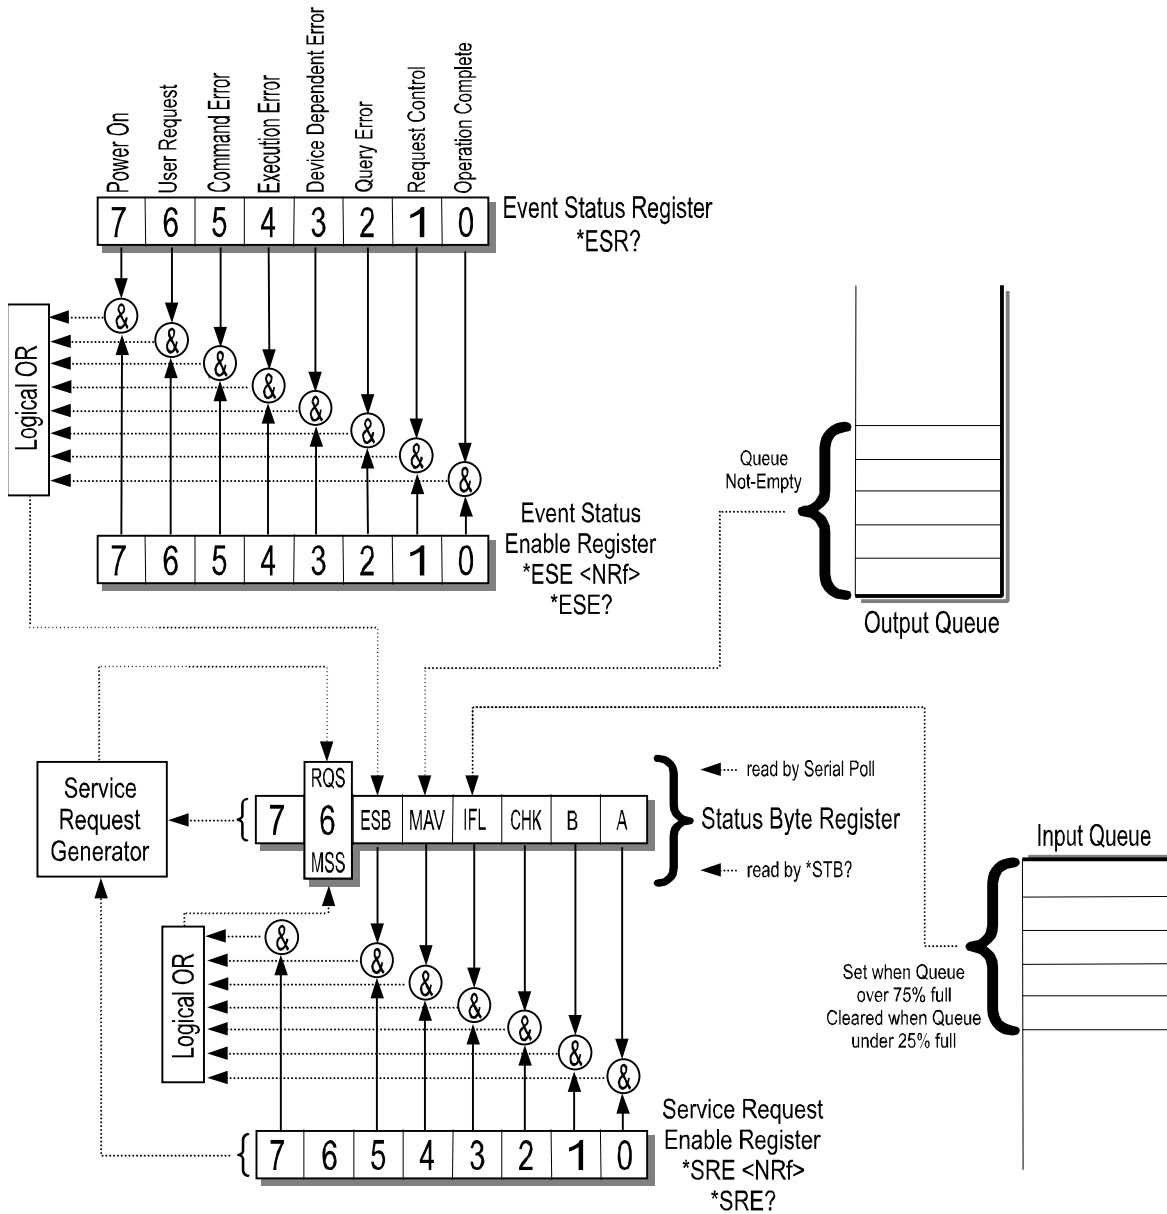 Power On
User Request
Command Error
Execution Error
Device Dependent Error
Query Error
Request Control
Operation Complete
7 6 5 4 3 2 1 0
Event Status Register
*ESR?
& & & & & & & &
Logical OR
Event Status
Enable Register
*ESE <NRf>
*ESE?
7 6 5 4 3 2 1 0
Queue
Not-Empty
Output Queue
Service
Request
Generator
RQS
7 6 ESB MAV IFL CHK B A
MSS
read by Serial Poll
Status Byte Register
read by *STB?
Input Queue
Set when Queue
over 75% full
Cleared when Queue
under 25% full
& & & & & & &
Logical OR
7 6 5 4 3 2 1 0
Service Request
Enable Register
*SRE <NRf>
*SRE?